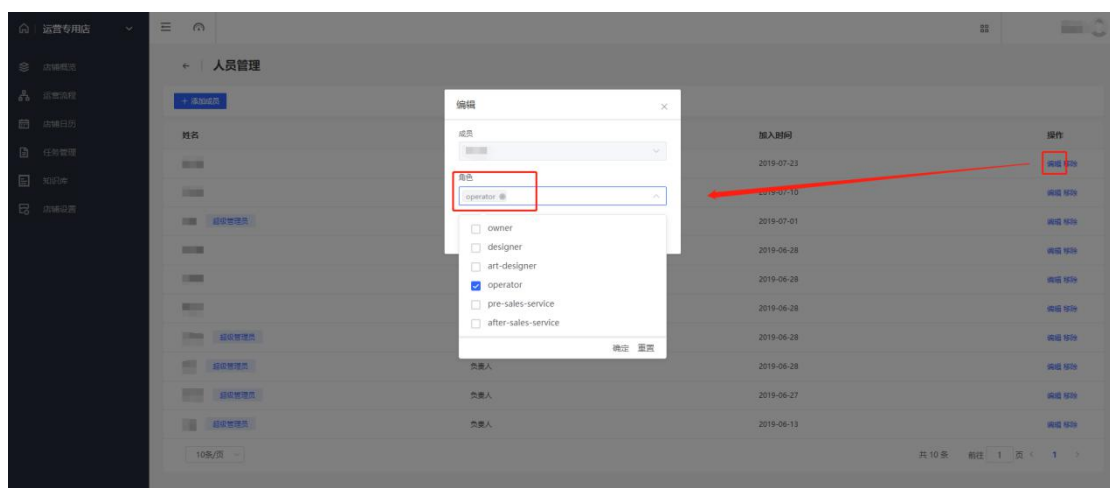 运营专用店
店铺概览
运营流程
店铺日历
任务管理
知识库
店铺设置
← 人员管理
+ 添加成员
姓名 加入时间 操作
2019-07-23 编辑 移除
2019-07-10 编辑 移除
超级管理员 2019-07-01 编辑 移除
2019-06-28 编辑 移除
2019-06-28 编辑 移除
2019-06-28 编辑 移除
超级管理员 2019-06-28 编辑 移除
超级管理员 负责人 2019-06-28 编辑 移除
超级管理员 负责人 2019-06-27 编辑 移除
超级管理员 负责人 2019-06-13 编辑 移除
10条/页 共 10 条 前往 1 页 1
编辑
成员
角色
operator
owner
designer
art-designer
operator
pre-sales-service
after-sales-service
确定 重置